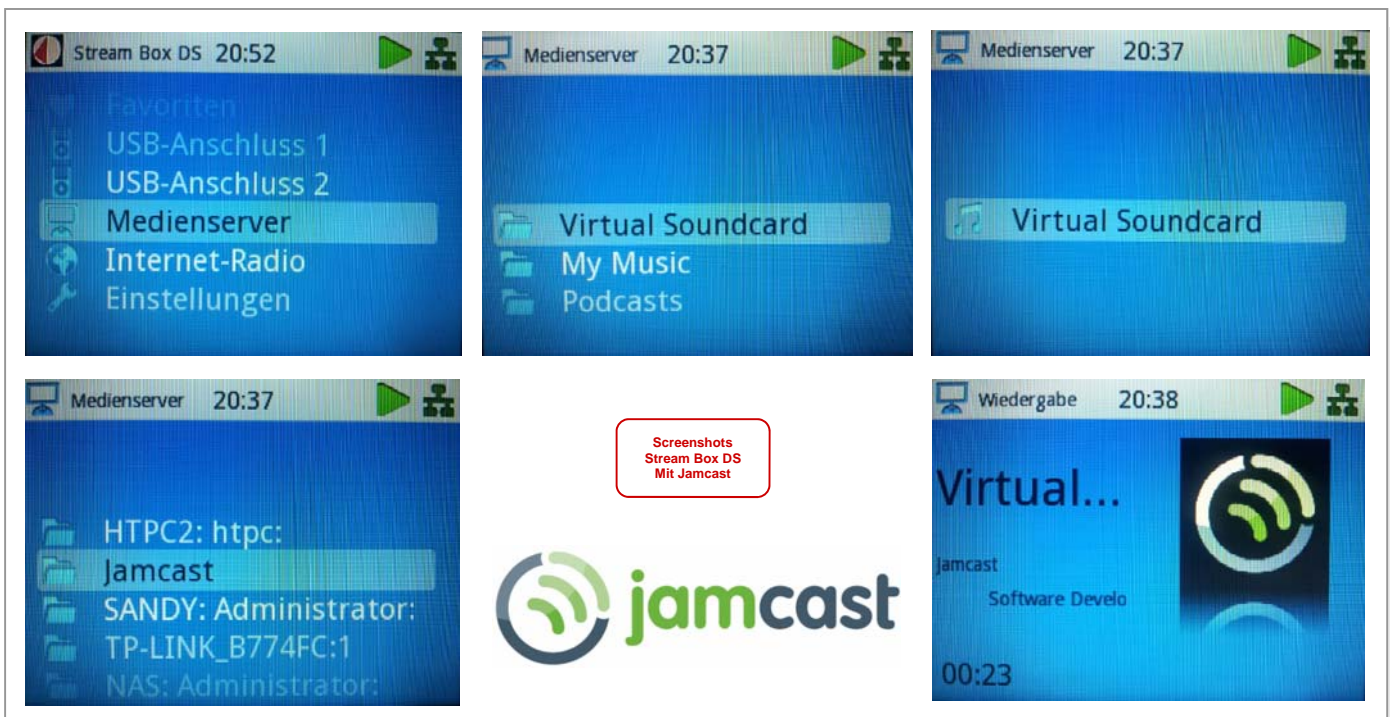 Stream Box DS 20:52
Favoriten
USB-Anschluss 1
USB-Anschluss 2
Medienserver
Internet-Radio
Einstellungen
Medienserver 20:37
Virtual Soundcard
My Music
Podcasts
Medienserver 20:37
Virtual Soundcard
Medienserver 20:37
HTPC2: htpc:
Jamcast
SANDY: Administrator:
TP-LINK_B774FC:1
NAS: Administrator:
Screenshots
Stream Box DS
Mit Jamcast
jamcast
Wiedergabe 20:38
Virtual...
Jamcast
Software Develo
00:23